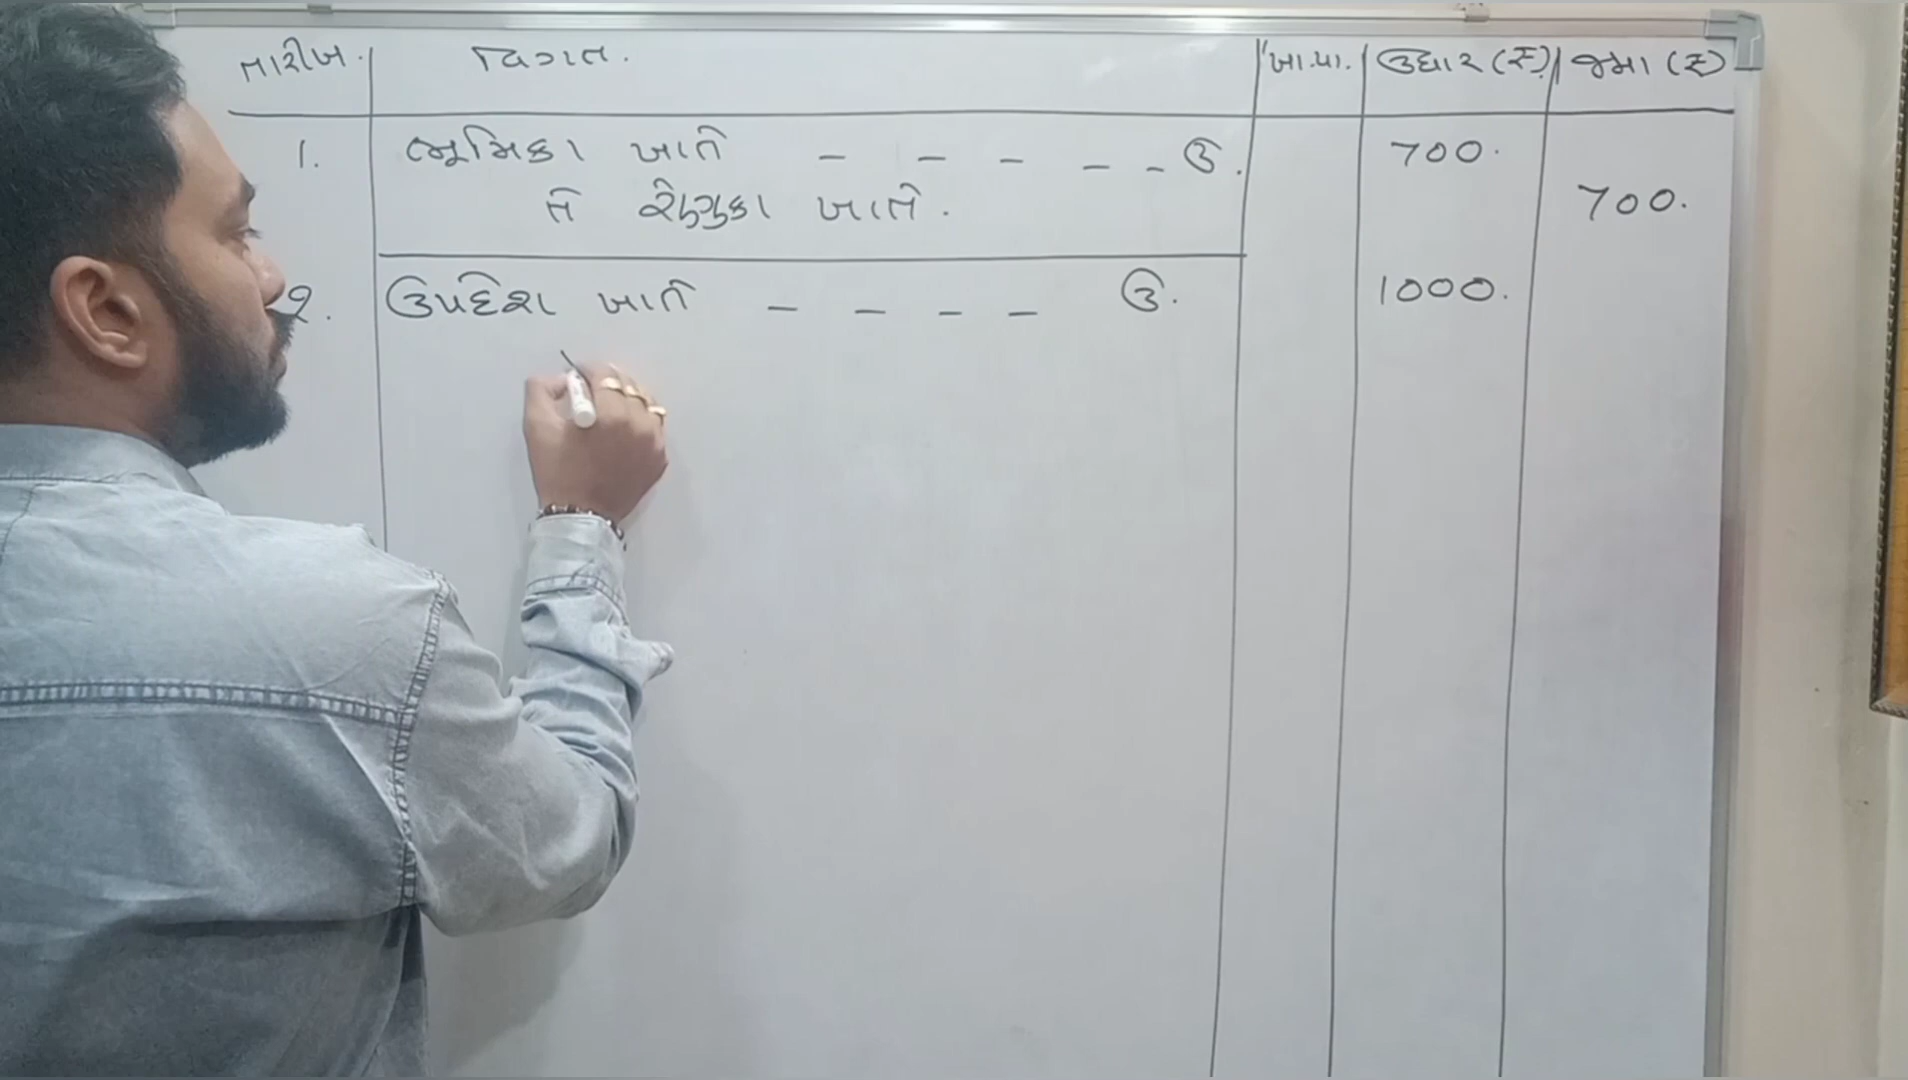 તારીખ. વિગત. ખા.પા. ઉધાર (₹) જમા (₹)
1. ભૂમિકા ખાતે - - - - - ઉ. 700.
તે રેણુકા ખાતે. 700.
2. ઉપદેશ ખાતે - - - - ઉ. 1000.